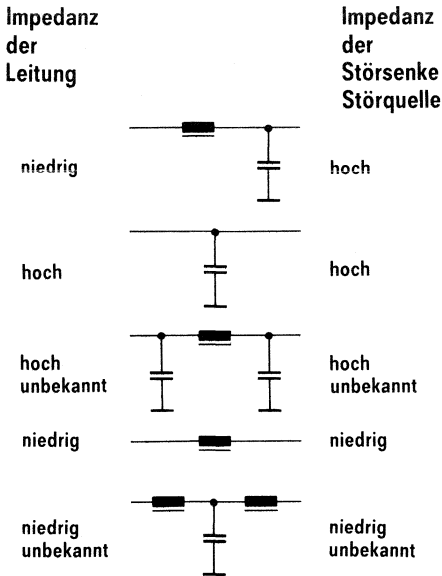 Impedanz
der
Leitung
Impedanz
der
Störsenke
Störquelle
niedrig
hoch
hoch
hoch
hoch
unbekannt
hoch
unbekannt
niedrig
niedrig
niedrig
unbekannt
niedrig
unbekannt